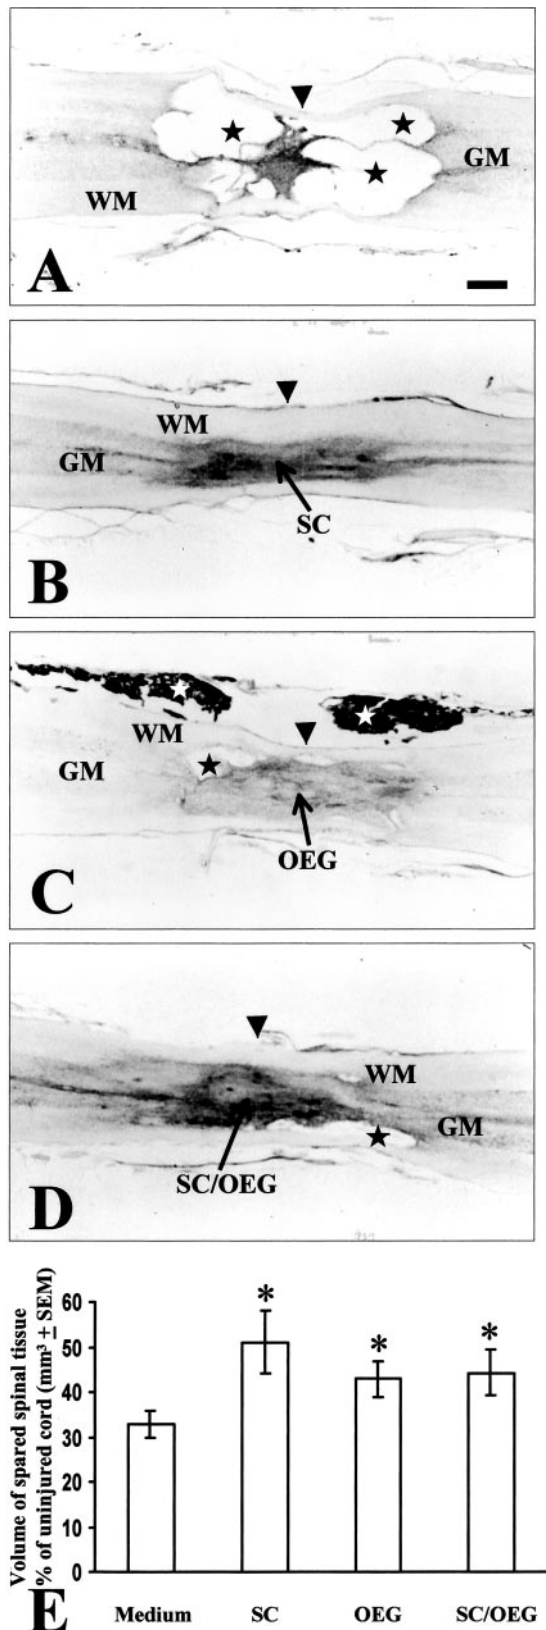 GM
WM
A
WM
GM
SC
B
WM
GM
OEG
C
WM
GM
SC/OEG
D
Volume of spared spinal tissue
% of uninjured cord (mm³ ± SEM)
60
50
40
30
20
10
0
* * *
Medium SC OEG SC/OEG
E